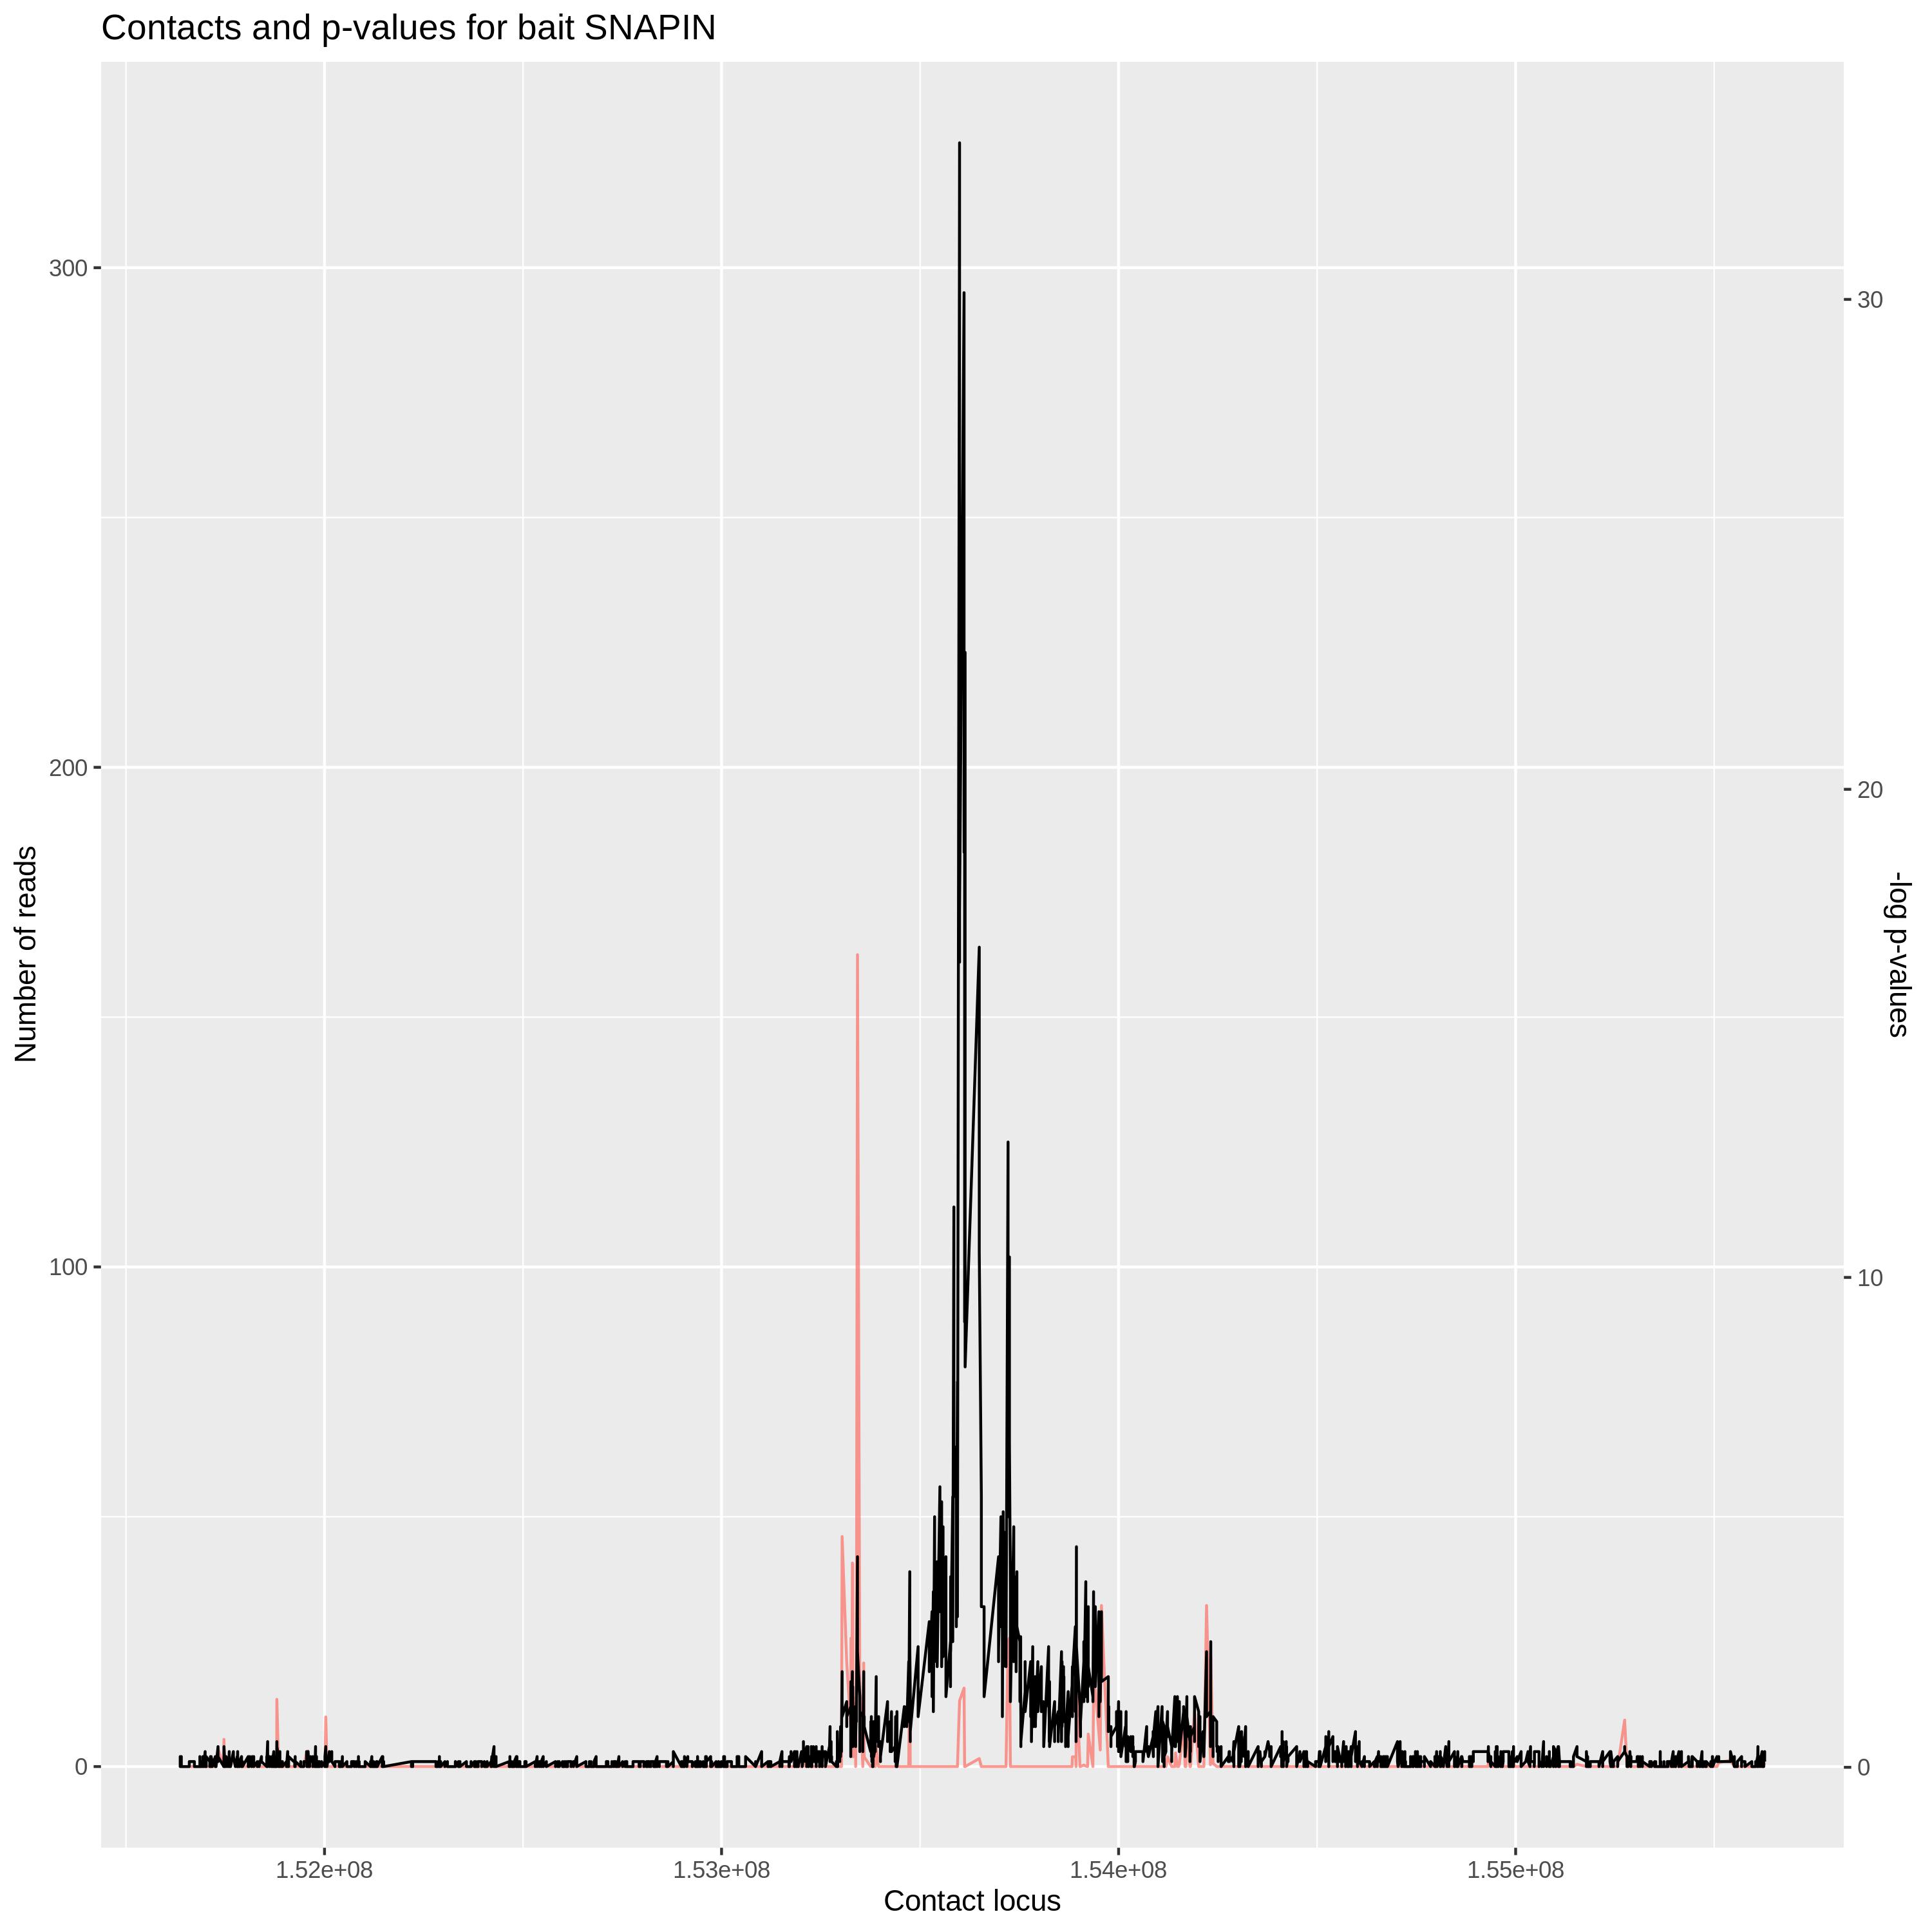 Contacts and p-values for bait SNAPIN
Number of reads
300
200
100
0
30
20
10
0
-log p-values
1.52e+08
1.53e+08
1.54e+08
1.55e+08
Contact locus